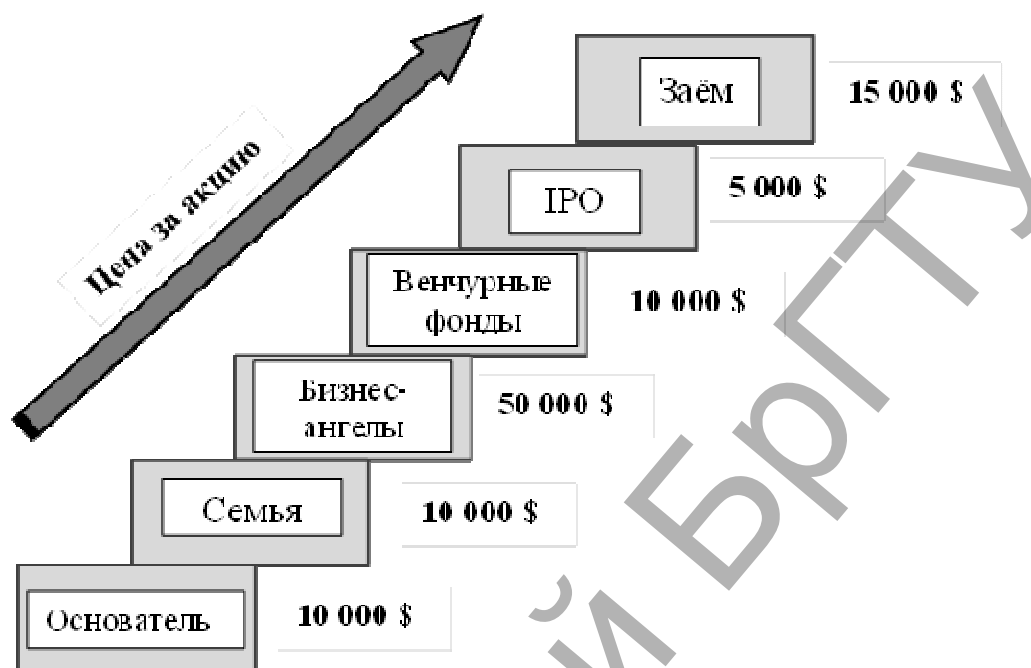 Заём
15 000 $
Цена за акцию
IPO
5 000 $
Венчурные
фонды
10 000 $
Бизнес-
ангелы
50 000 $
Семья
10 000 $
Основатель
10 000 $
й БрГТУ